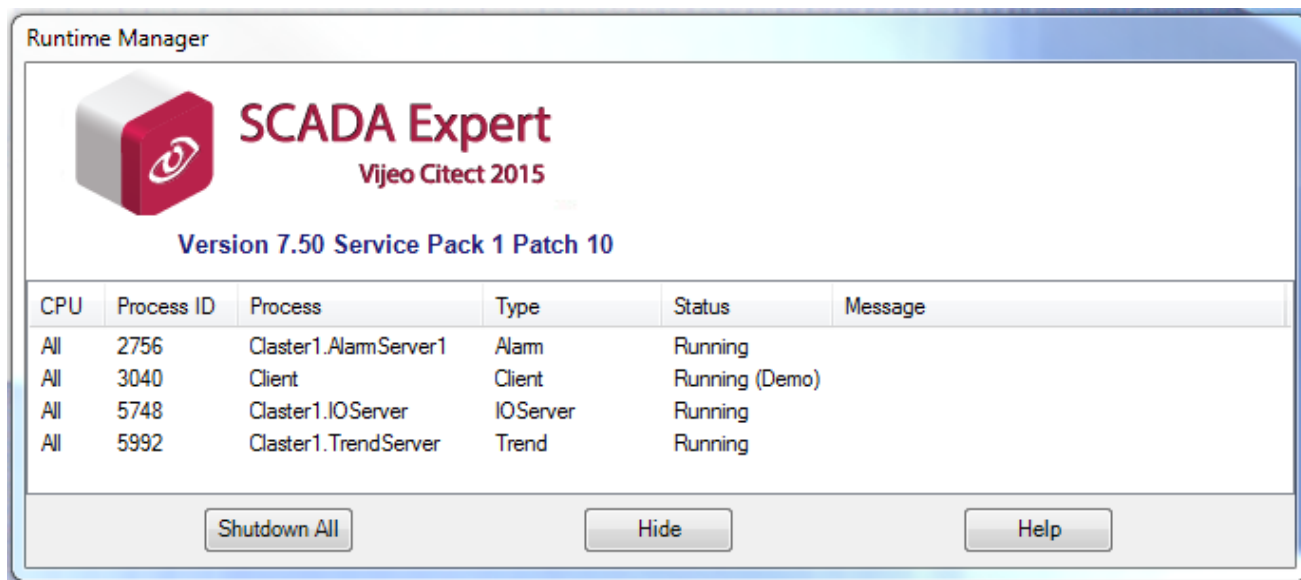 Runtime Manager
SCADA Expert
Vijeo Citect 2015
Version 7.50 Service Pack 1 Patch 10
CPU Process ID Process Type Status Message
All 2756 Claster1.AlarmServer1 Alarm Running
All 3040 Client Client Running (Demo)
All 5748 Claster1.IOServer IOServer Running
All 5992 Claster1.TrendServer Trend Running
Shutdown All Hide Help